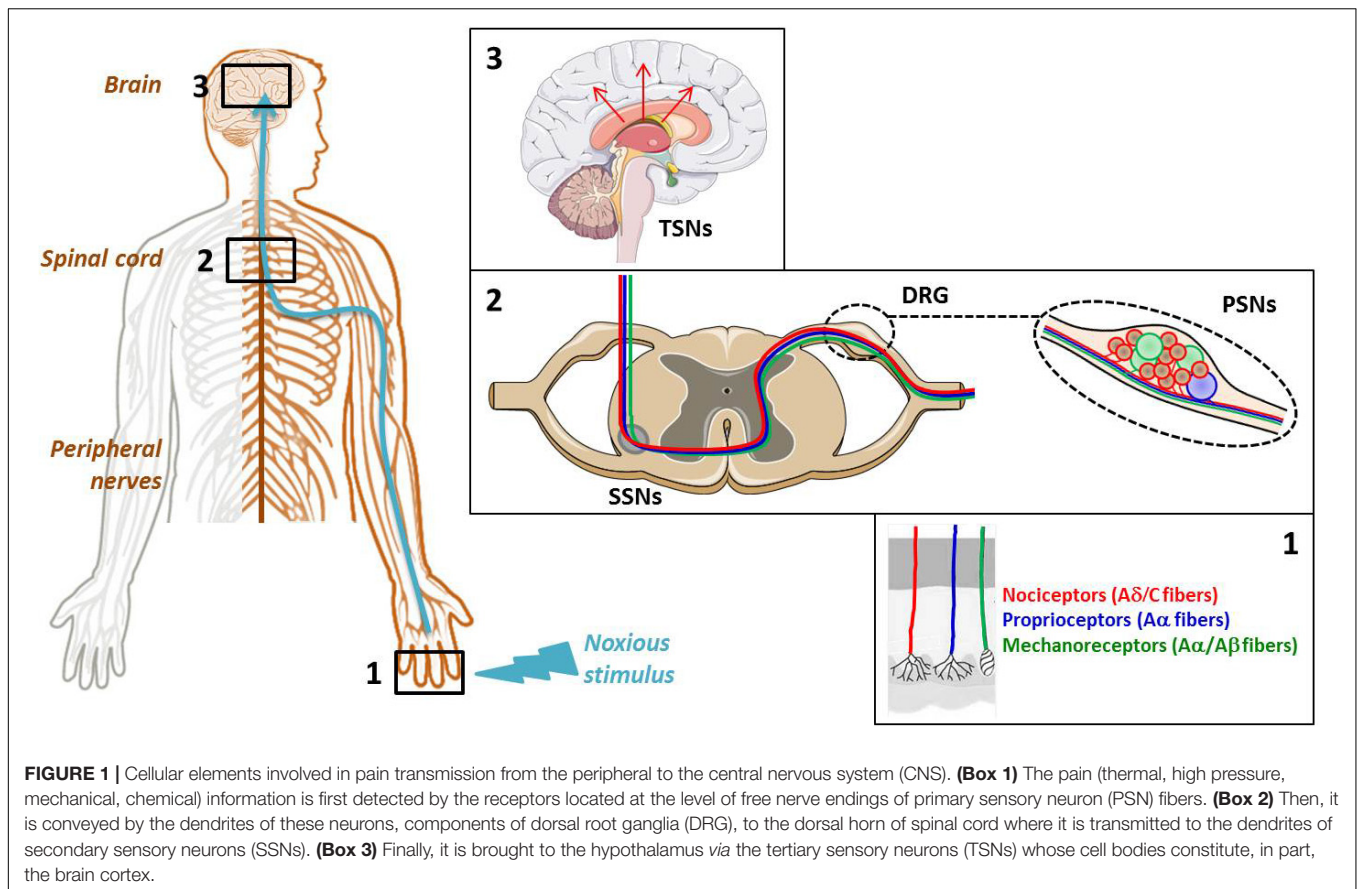 Brain
3
Spinal cord
2
Peripheral
nerves
1
Noxious
stimulus
3
TSNs
2
DRG
PSNs
SSNs
1
Nociceptors (Aδ/C fibers)
Proprioceptors (Aα fibers)
Mechanoreceptors (Aα/Aβ fibers)
FIGURE 1 | Cellular elements involved in pain transmission from the peripheral to the central nervous system (CNS). (Box 1) The pain (thermal, high pressure,
mechanical, chemical) information is first detected by the receptors located at the level of free nerve endings of primary sensory neuron (PSN) fibers. (Box 2) Then, it
is conveyed by the dendrites of these neurons, components of dorsal root ganglia (DRG), to the dorsal horn of spinal cord where it is transmitted to the dendrites of
secondary sensory neurons (SSNs). (Box 3) Finally, it is brought to the hypothalamus via the tertiary sensory neurons (TSNs) whose cell bodies constitute, in part,
the brain cortex.